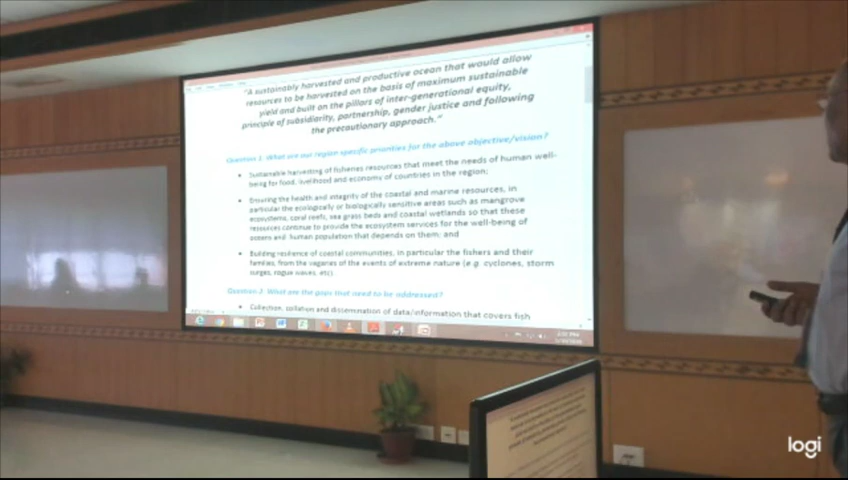 "A sustainably harvested and productive ocean that would allow
resources to be harvested on the basis of maximum sustainable
yield and built on the pillars of inter-generational equity,
principle of subsidiarity, partnership, gender justice and following
the precautionary approach."
Question 1: What are our region specific priorities for the above objective/vision?
• Sustainable harvesting of fisheries resources that meet the needs of human well-
being for food, livelihood and economy of countries in the region;
• Ensuring the health and integrity of the coastal and marine resources, in
particular the ecologically or biologically sensitive areas such as mangrove
ecosystems, coral reefs, sea grass beds and coastal wetlands so that these
resources continue to provide the ecosystem services for the well-being of
oceans and human population that depends on them; and
• Building resilience of coastal communities, in particular the fishers and their
families, from the vagaries of the events of extreme nature (e.g. cyclones, storm
surges, rogue waves, etc).
Question 2: What are the gaps that need to be addressed?
• Collection, collation and dissemination of data/information that covers fish
logi